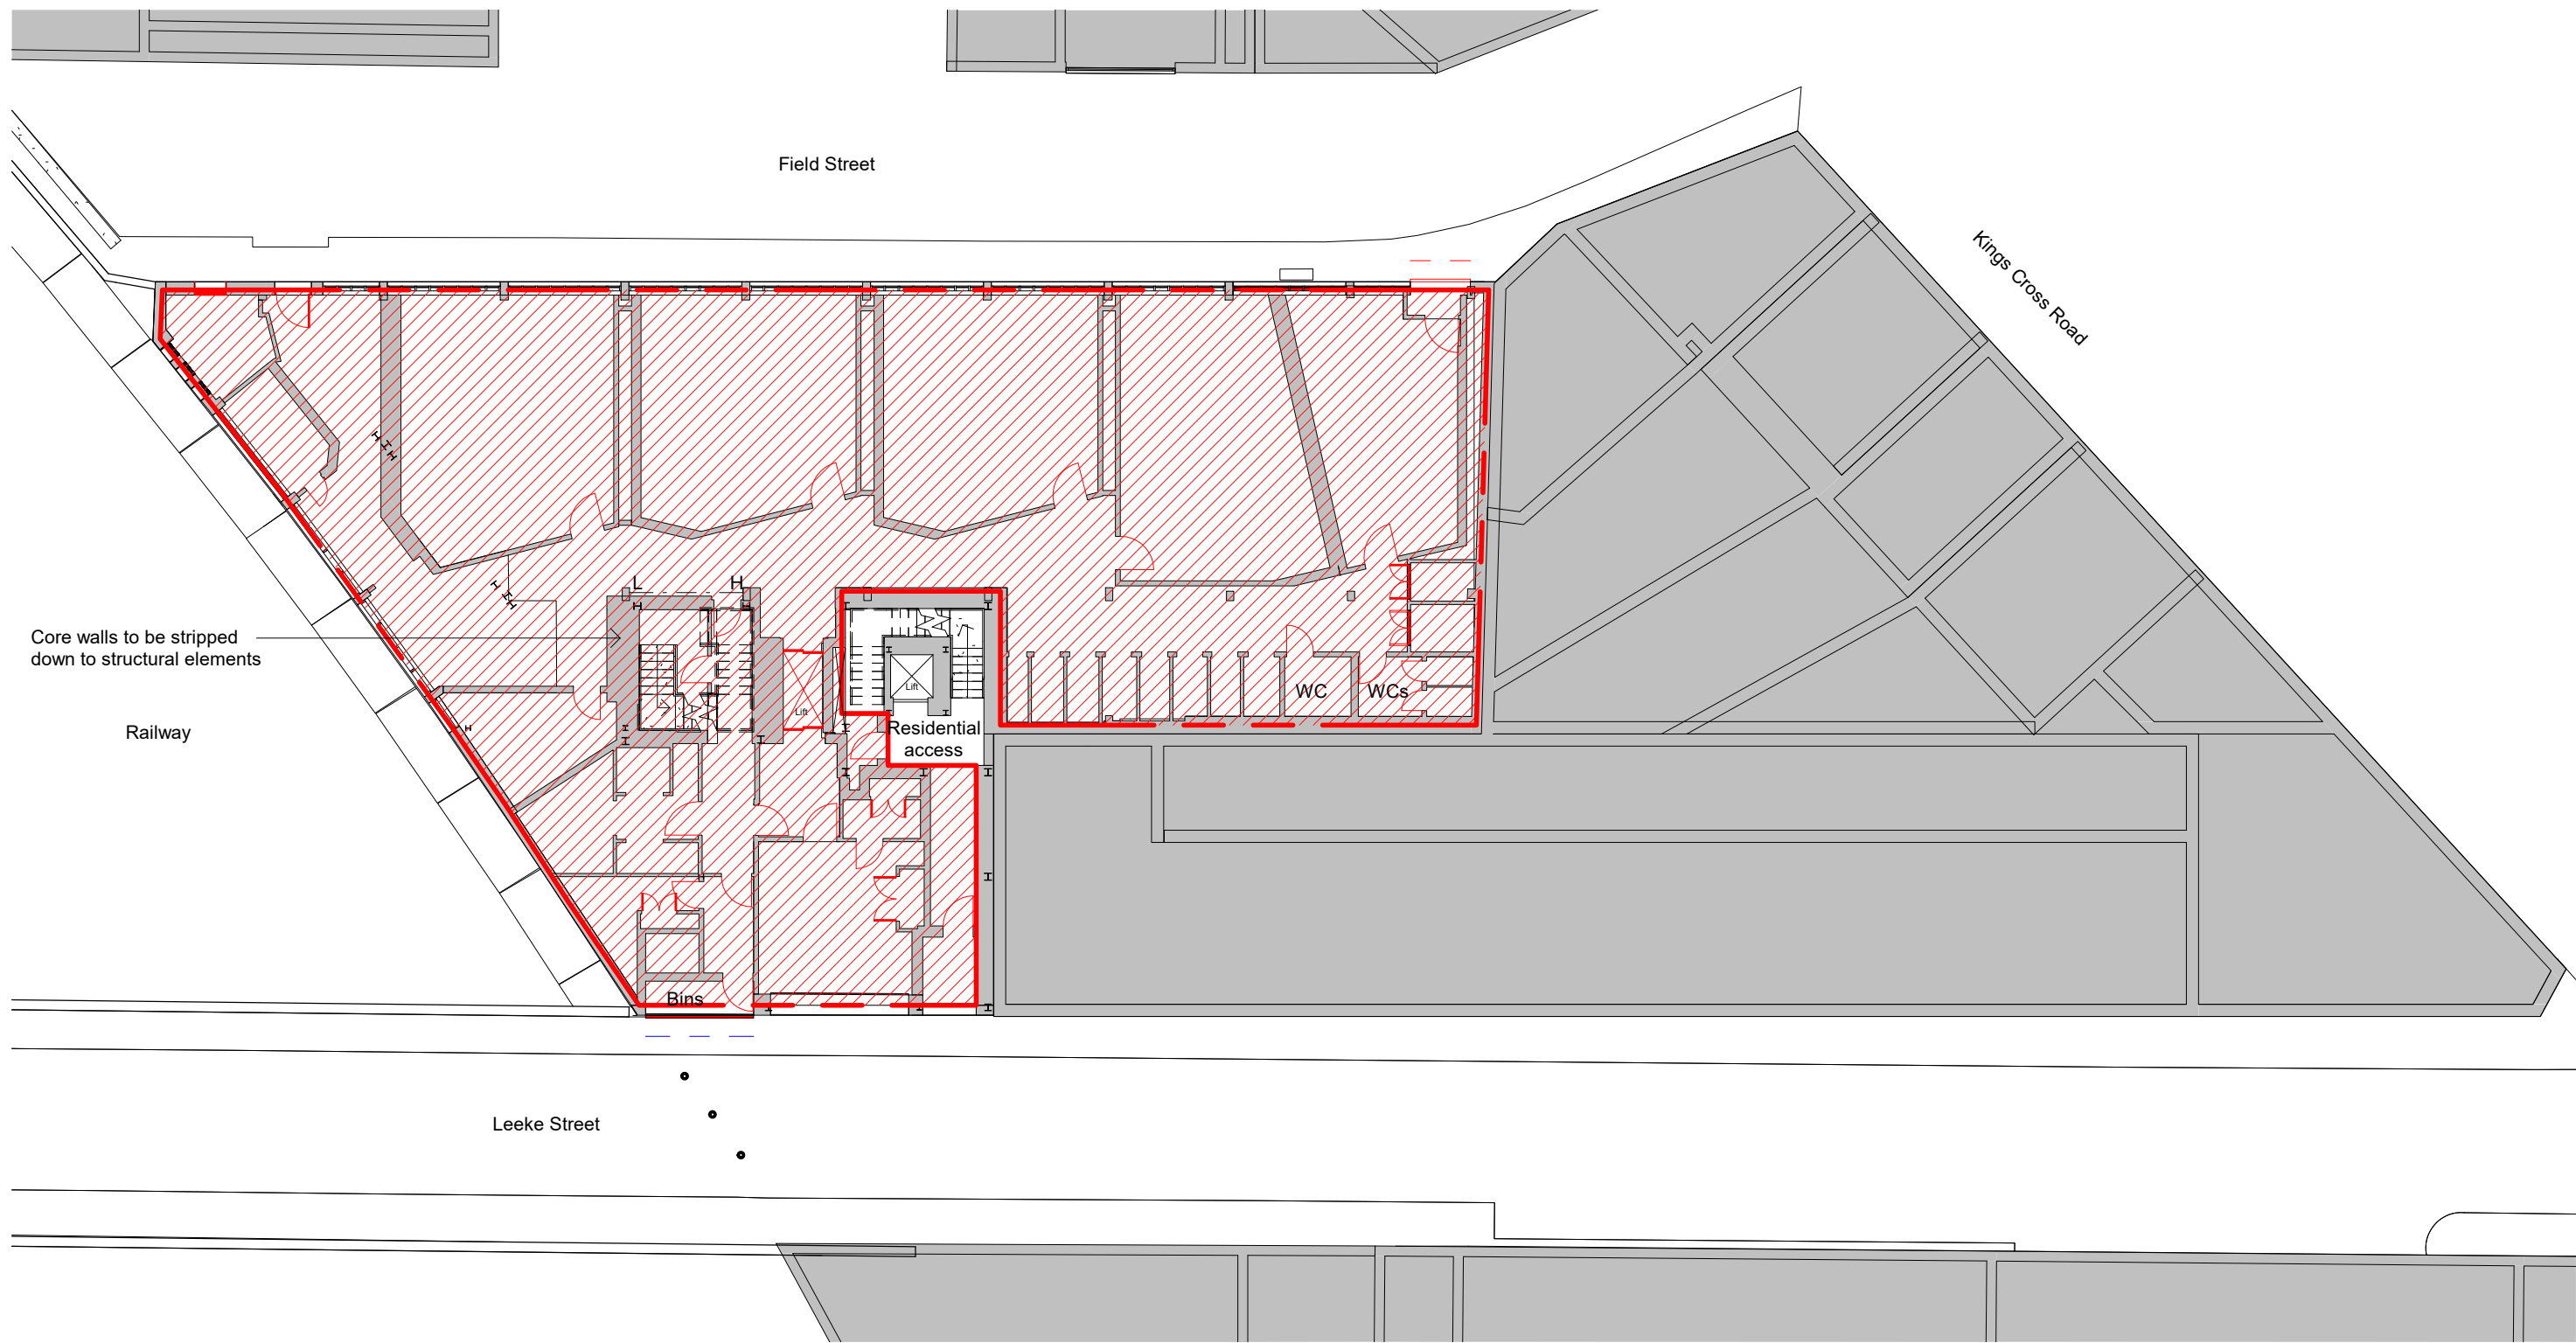 Field Street
Kings Cross Road
L
H
Core walls to be stripped
down to structural elements
Lift
Lift
WC
WCs
Residential
access
Railway
Bins
Leeke Street